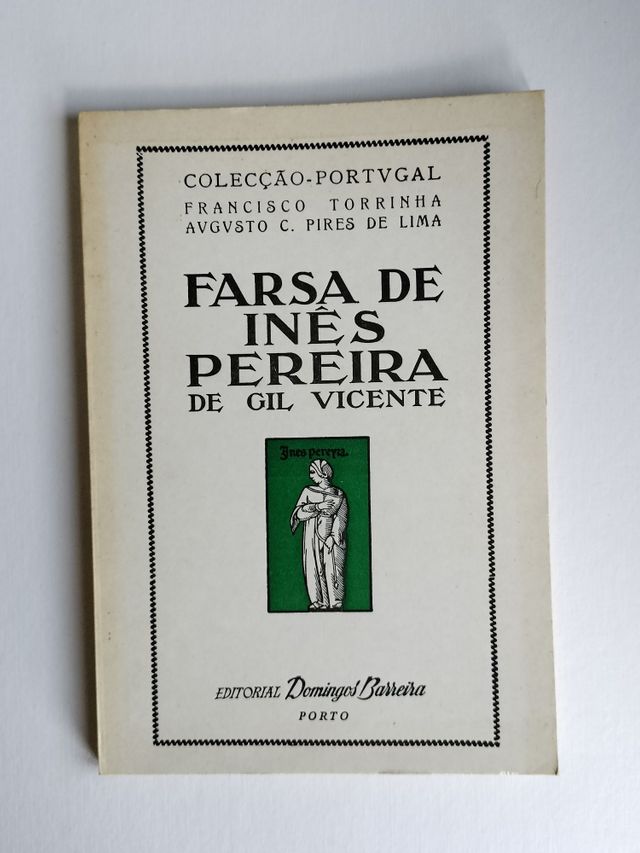 COLECÇÃO-PORTVGAL
FRANCISCO TORRINHA
AVGVSTO C. PIRES DE LIMA
FARSA DE
INÊS
PEREIRA
DE GIL VICENTE
Ines pereyra.
EDITORIAL Domingos Barreira
PORTO